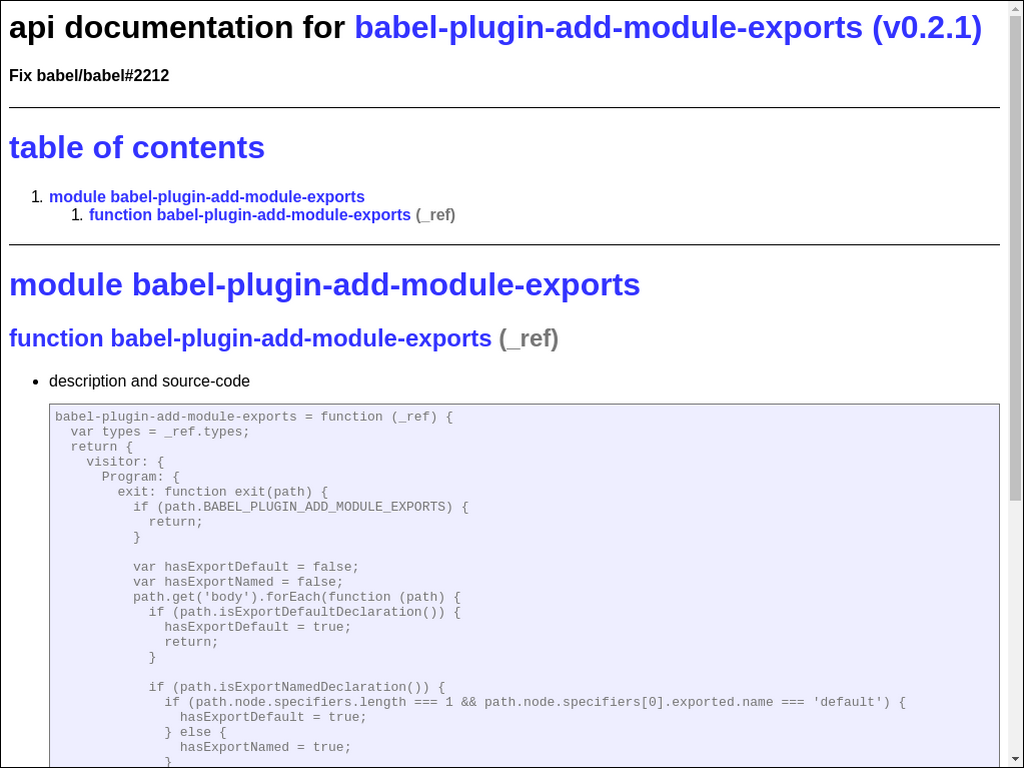 api documentation for babel-plugin-add-module-exports (v0.2.1)
Fix babel/babel#2212
table of contents
1. module babel-plugin-add-module-exports
1. function babel-plugin-add-module-exports (_ref)
module babel-plugin-add-module-exports
function babel-plugin-add-module-exports (_ref)
• description and source-code
babel-plugin-add-module-exports = function (_ref) {
  var types = _ref.types;
  return {
    visitor: {
      Program: {
        exit: function exit(path) {
          if (path.BABEL_PLUGIN_ADD_MODULE_EXPORTS) {
            return;
          }

          var hasExportDefault = false;
          var hasExportNamed = false;
          path.get('body').forEach(function (path) {
            if (path.isExportDefaultDeclaration()) {
              hasExportDefault = true;
              return;
            }

            if (path.isExportNamedDeclaration()) {
              if (path.node.specifiers.length === 1 && path.node.specifiers[0].exported.name === 'default') {
                hasExportDefault = true;
              } else {
                hasExportNamed = true;
              }